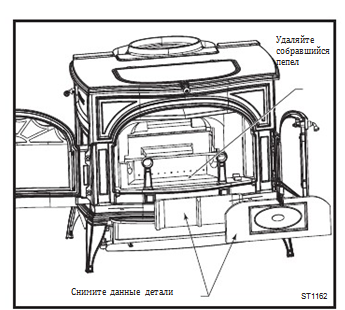 Удаляйте
собравшийся
пепел
Снимите данные детали
ST1162